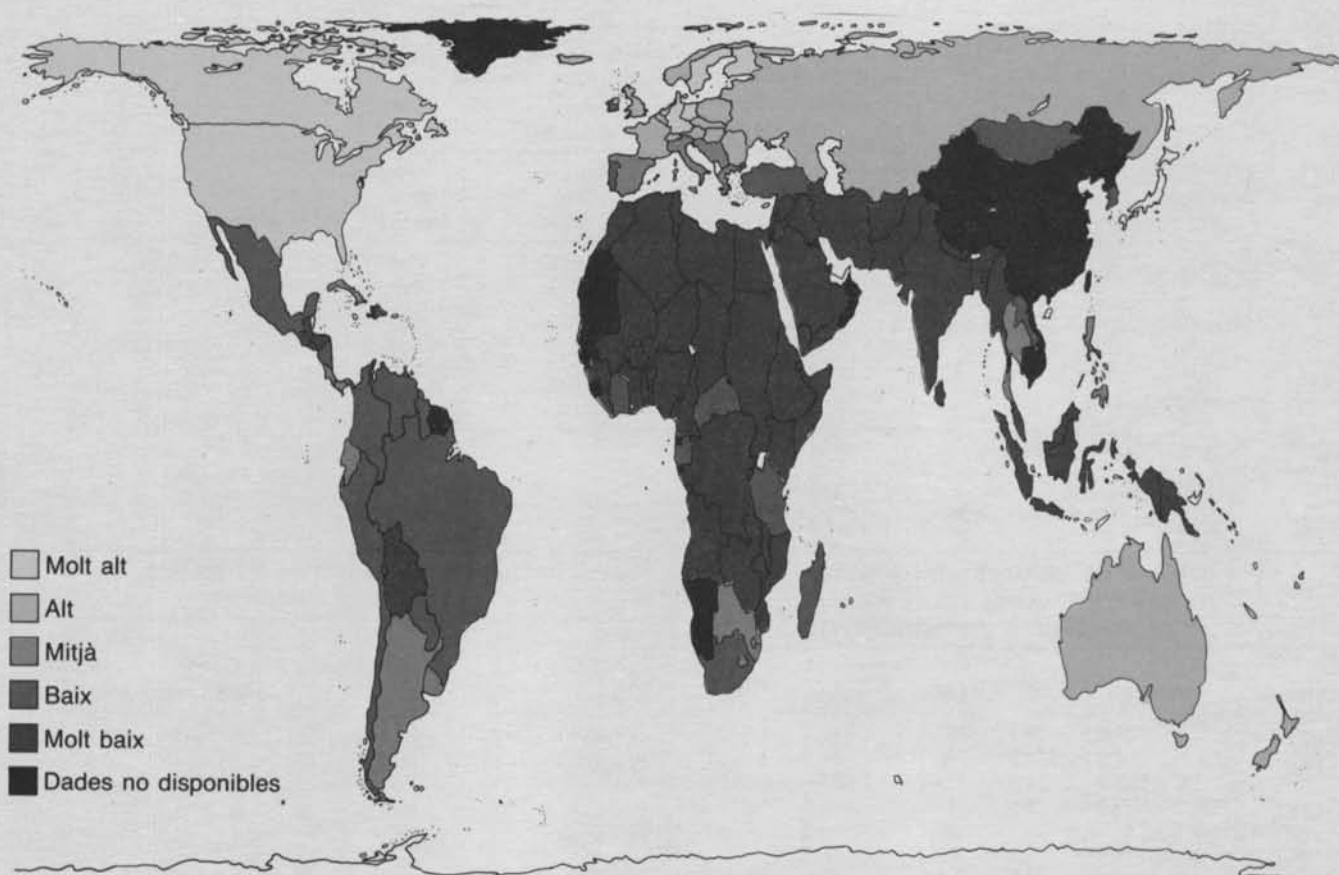 Molt alt
Alt
Mitjà
Baix
Molt baix
Dades no disponibles